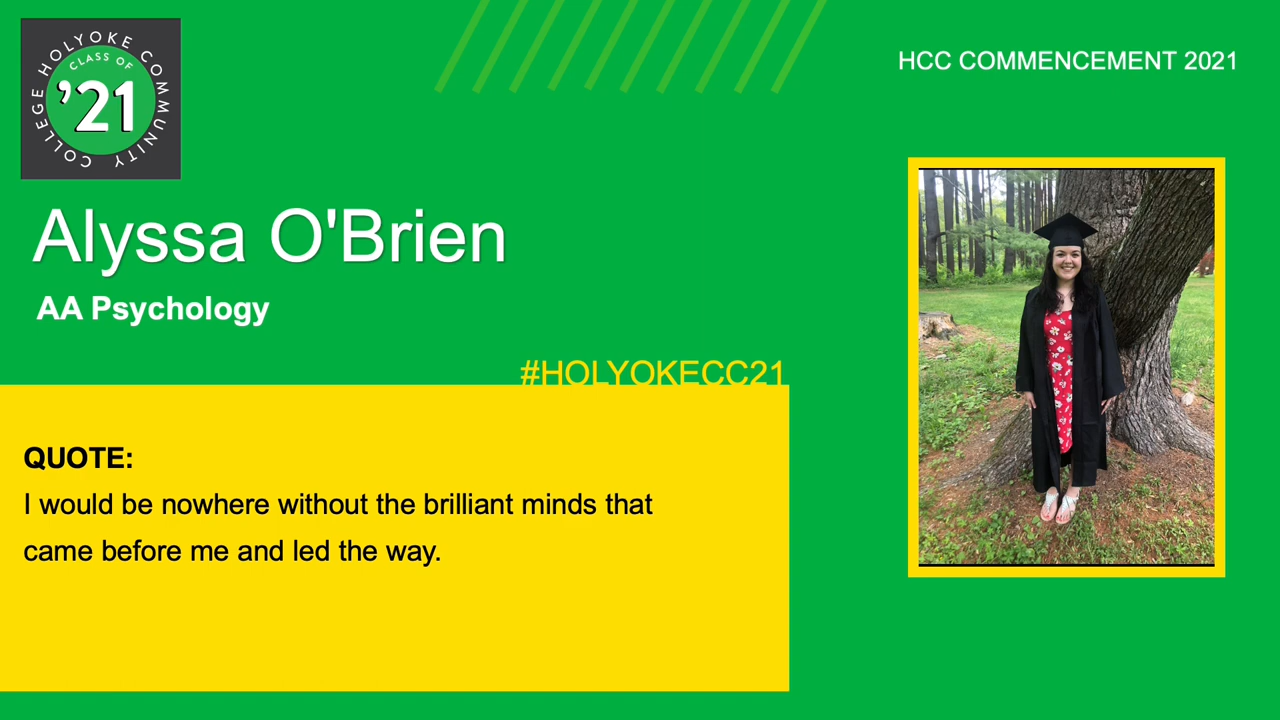 HOLYOKE COMMUNITY COLLEGE
CLASS OF
’21
HCC COMMENCEMENT 2021
Alyssa O'Brien
AA Psychology
#HOLYOKECC21
QUOTE:
I would be nowhere without the brilliant minds that
came before me and led the way.